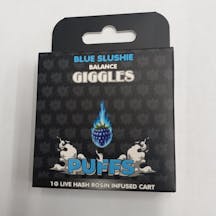 BLUE SLUSHIE
BALANCE
GIGGLES
PUFFS
1G LIVE HASH ROSIN INFUSED CART